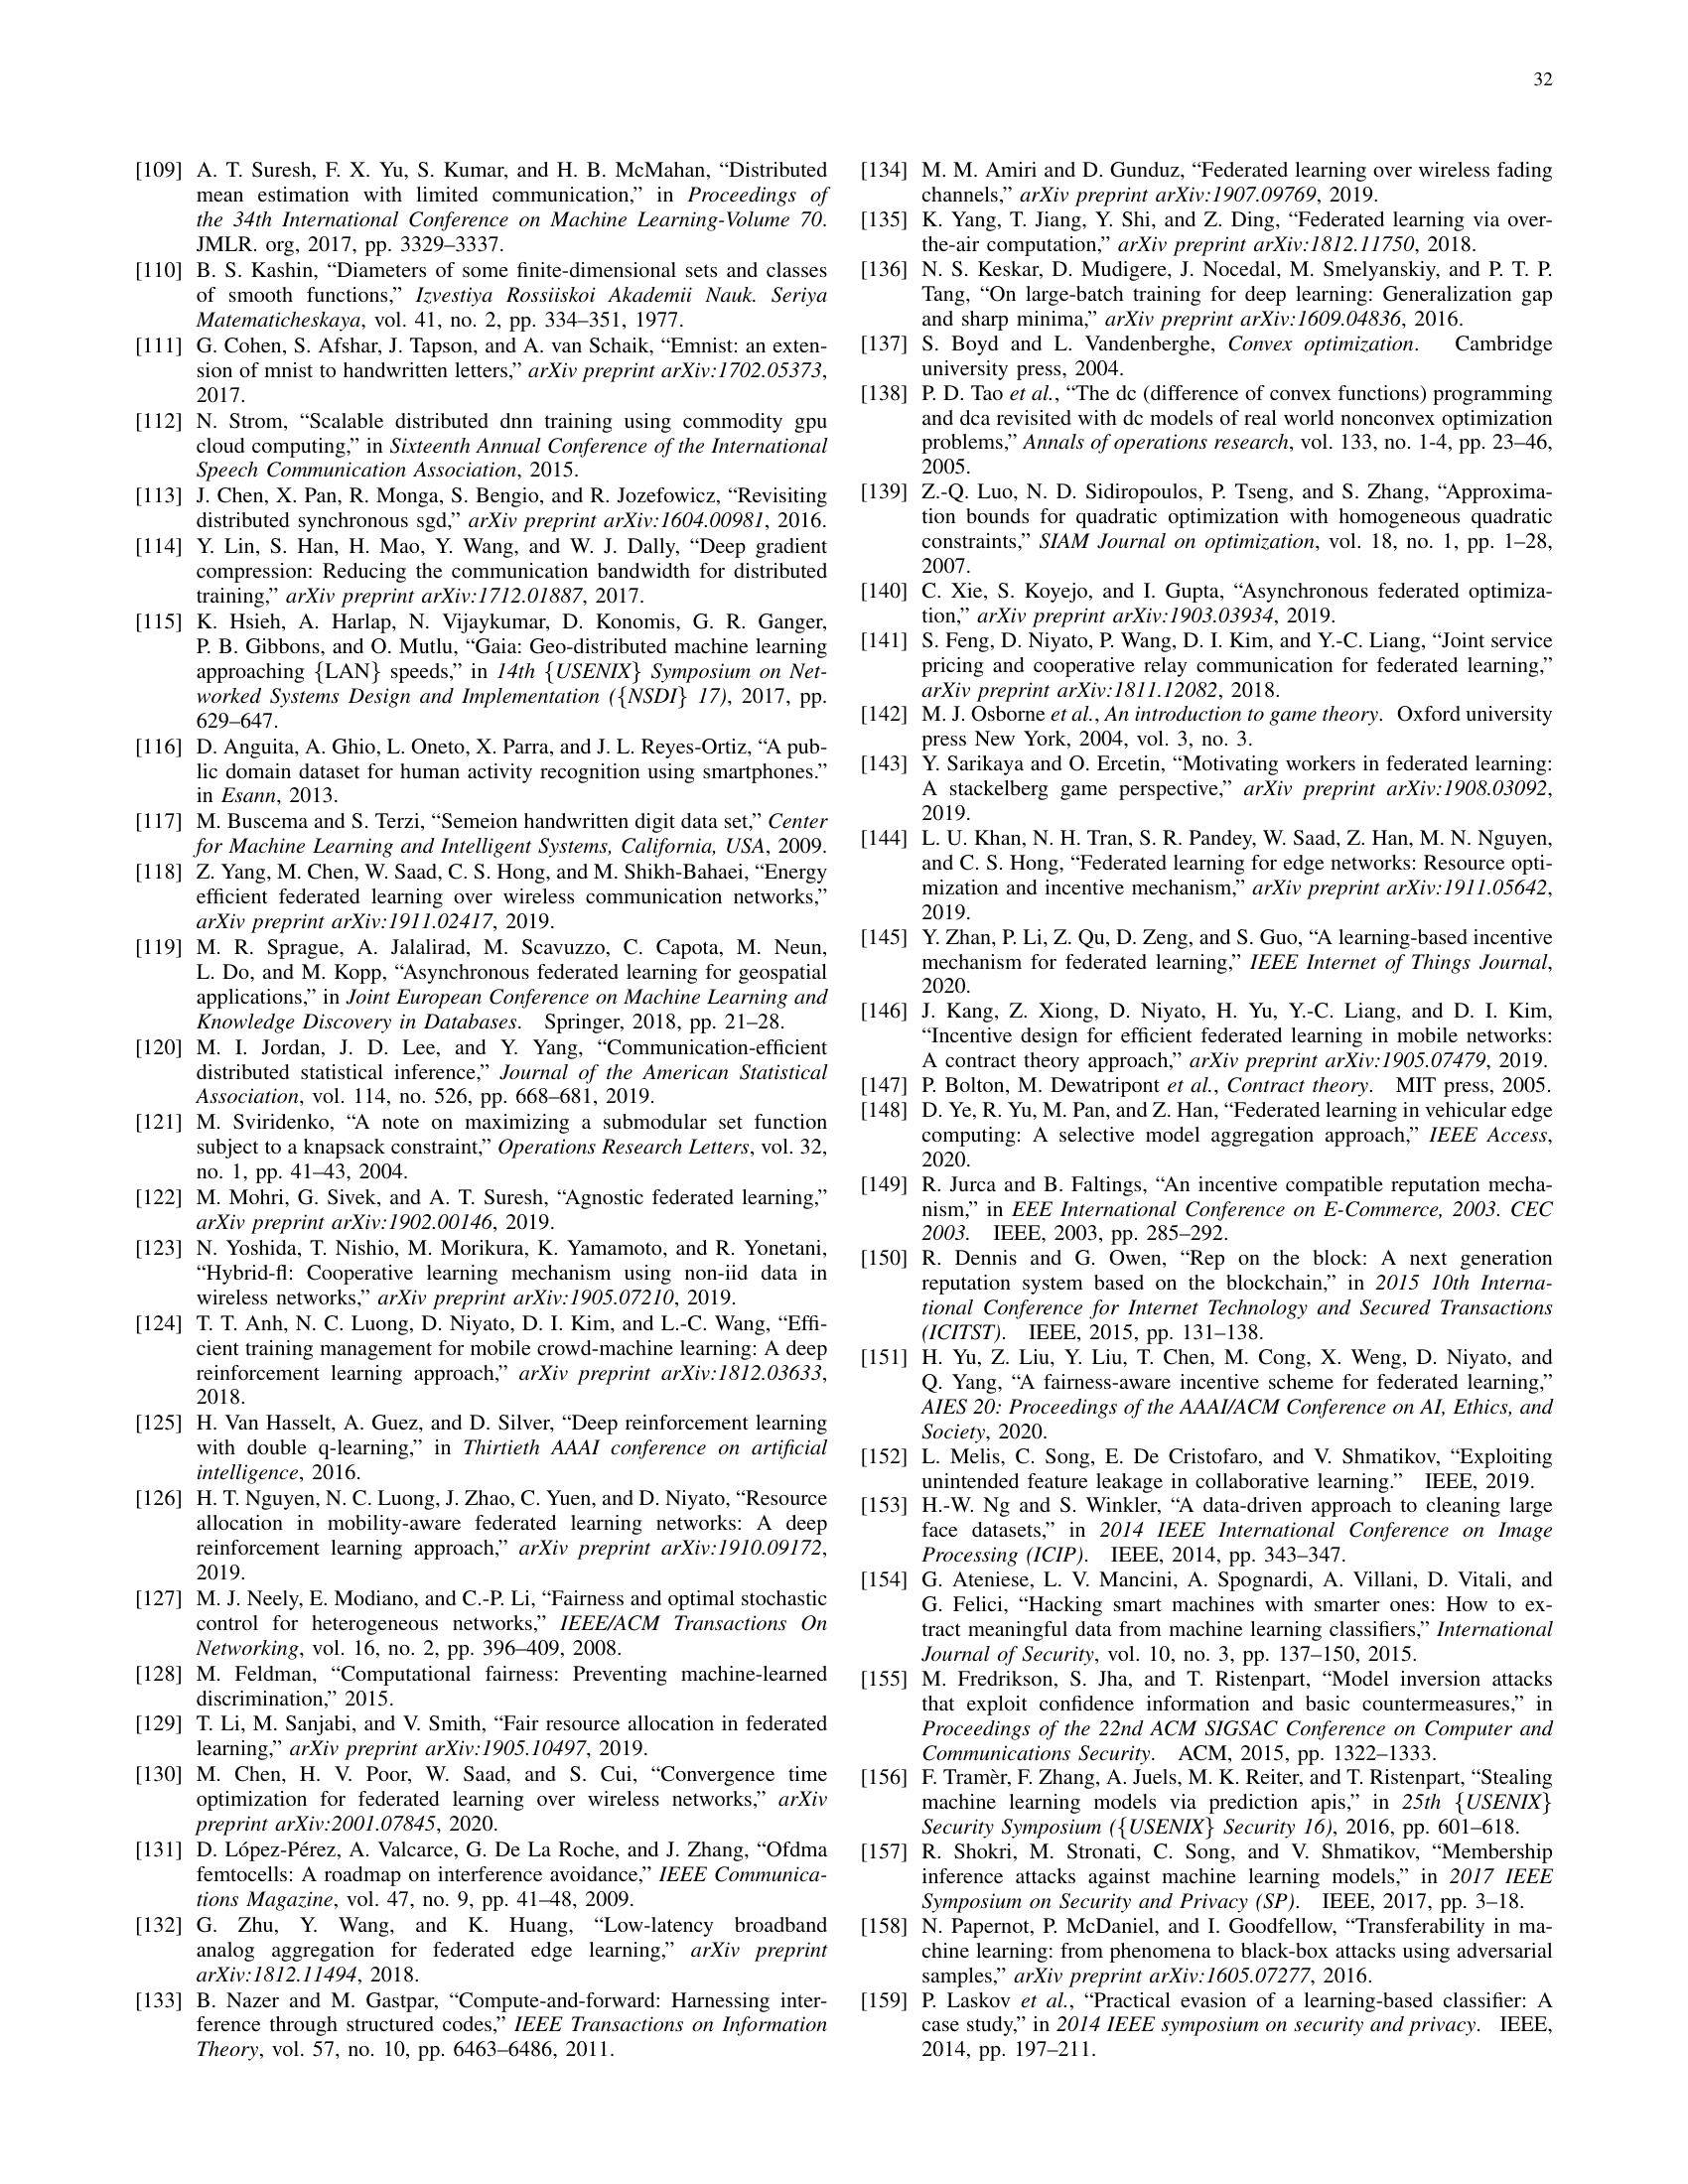 32
[109] A. T. Suresh, F. X. Yu, S. Kumar, and H. B. McMahan, “Distributed
mean estimation with limited communication,” in Proceedings of
the 34th International Conference on Machine Learning-Volume 70.
JMLR. org, 2017, pp. 3329–3337.
[110] B. S. Kashin, “Diameters of some finite-dimensional sets and classes
of smooth functions,” Izvestiya Rossiiskoi Akademii Nauk. Seriya
Matematicheskaya, vol. 41, no. 2, pp. 334–351, 1977.
[111] G. Cohen, S. Afshar, J. Tapson, and A. van Schaik, “Emnist: an exten-
sion of mnist to handwritten letters,” arXiv preprint arXiv:1702.05373,
2017.
[112] N. Strom, “Scalable distributed dnn training using commodity gpu
cloud computing,” in Sixteenth Annual Conference of the International
Speech Communication Association, 2015.
[113] J. Chen, X. Pan, R. Monga, S. Bengio, and R. Jozefowicz, “Revisiting
distributed synchronous sgd,” arXiv preprint arXiv:1604.00981, 2016.
[114] Y. Lin, S. Han, H. Mao, Y. Wang, and W. J. Dally, “Deep gradient
compression: Reducing the communication bandwidth for distributed
training,” arXiv preprint arXiv:1712.01887, 2017.
[115] K. Hsieh, A. Harlap, N. Vijaykumar, D. Konomis, G. R. Ganger,
P. B. Gibbons, and O. Mutlu, “Gaia: Geo-distributed machine learning
approaching {LAN} speeds,” in 14th {USENIX} Symposium on Net-
worked Systems Design and Implementation ({NSDI} 17), 2017, pp.
629–647.
[116] D. Anguita, A. Ghio, L. Oneto, X. Parra, and J. L. Reyes-Ortiz, “A pub-
lic domain dataset for human activity recognition using smartphones.”
in Esann, 2013.
[117] M. Buscema and S. Terzi, “Semeion handwritten digit data set,” Center
for Machine Learning and Intelligent Systems, California, USA, 2009.
[118] Z. Yang, M. Chen, W. Saad, C. S. Hong, and M. Shikh-Bahaei, “Energy
efficient federated learning over wireless communication networks,”
arXiv preprint arXiv:1911.02417, 2019.
[119] M. R. Sprague, A. Jalalirad, M. Scavuzzo, C. Capota, M. Neun,
L. Do, and M. Kopp, “Asynchronous federated learning for geospatial
applications,” in Joint European Conference on Machine Learning and
Knowledge Discovery in Databases. Springer, 2018, pp. 21–28.
[120] M. I. Jordan, J. D. Lee, and Y. Yang, “Communication-efficient
distributed statistical inference,” Journal of the American Statistical
Association, vol. 114, no. 526, pp. 668–681, 2019.
[121] M. Sviridenko, “A note on maximizing a submodular set function
subject to a knapsack constraint,” Operations Research Letters, vol. 32,
no. 1, pp. 41–43, 2004.
[122] M. Mohri, G. Sivek, and A. T. Suresh, “Agnostic federated learning,”
arXiv preprint arXiv:1902.00146, 2019.
[123] N. Yoshida, T. Nishio, M. Morikura, K. Yamamoto, and R. Yonetani,
“Hybrid-fl: Cooperative learning mechanism using non-iid data in
wireless networks,” arXiv preprint arXiv:1905.07210, 2019.
[124] T. T. Anh, N. C. Luong, D. Niyato, D. I. Kim, and L.-C. Wang, “Effi-
cient training management for mobile crowd-machine learning: A deep
reinforcement learning approach,” arXiv preprint arXiv:1812.03633,
2018.
[125] H. Van Hasselt, A. Guez, and D. Silver, “Deep reinforcement learning
with double q-learning,” in Thirtieth AAAI conference on artificial
intelligence, 2016.
[126] H. T. Nguyen, N. C. Luong, J. Zhao, C. Yuen, and D. Niyato, “Resource
allocation in mobility-aware federated learning networks: A deep
reinforcement learning approach,” arXiv preprint arXiv:1910.09172,
2019.
[127] M. J. Neely, E. Modiano, and C.-P. Li, “Fairness and optimal stochastic
control for heterogeneous networks,” IEEE/ACM Transactions On
Networking, vol. 16, no. 2, pp. 396–409, 2008.
[128] M. Feldman, “Computational fairness: Preventing machine-learned
discrimination,” 2015.
[129] T. Li, M. Sanjabi, and V. Smith, “Fair resource allocation in federated
learning,” arXiv preprint arXiv:1905.10497, 2019.
[130] M. Chen, H. V. Poor, W. Saad, and S. Cui, “Convergence time
optimization for federated learning over wireless networks,” arXiv
preprint arXiv:2001.07845, 2020.
[131] D. López-Pérez, A. Valcarce, G. De La Roche, and J. Zhang, “Ofdma
femtocells: A roadmap on interference avoidance,” IEEE Communica-
tions Magazine, vol. 47, no. 9, pp. 41–48, 2009.
[132] G. Zhu, Y. Wang, and K. Huang, “Low-latency broadband
analog aggregation for federated edge learning,” arXiv preprint
arXiv:1812.11494, 2018.
[133] B. Nazer and M. Gastpar, “Compute-and-forward: Harnessing inter-
ference through structured codes,” IEEE Transactions on Information
Theory, vol. 57, no. 10, pp. 6463–6486, 2011.
[134] M. M. Amiri and D. Gunduz, “Federated learning over wireless fading
channels,” arXiv preprint arXiv:1907.09769, 2019.
[135] K. Yang, T. Jiang, Y. Shi, and Z. Ding, “Federated learning via over-
the-air computation,” arXiv preprint arXiv:1812.11750, 2018.
[136] N. S. Keskar, D. Mudigere, J. Nocedal, M. Smelyanskiy, and P. T. P.
Tang, “On large-batch training for deep learning: Generalization gap
and sharp minima,” arXiv preprint arXiv:1609.04836, 2016.
[137] S. Boyd and L. Vandenberghe, Convex optimization. Cambridge
university press, 2004.
[138] P. D. Tao et al., “The dc (difference of convex functions) programming
and dca revisited with dc models of real world nonconvex optimization
problems,” Annals of operations research, vol. 133, no. 1-4, pp. 23–46,
2005.
[139] Z.-Q. Luo, N. D. Sidiropoulos, P. Tseng, and S. Zhang, “Approxima-
tion bounds for quadratic optimization with homogeneous quadratic
constraints,” SIAM Journal on optimization, vol. 18, no. 1, pp. 1–28,
2007.
[140] C. Xie, S. Koyejo, and I. Gupta, “Asynchronous federated optimiza-
tion,” arXiv preprint arXiv:1903.03934, 2019.
[141] S. Feng, D. Niyato, P. Wang, D. I. Kim, and Y.-C. Liang, “Joint service
pricing and cooperative relay communication for federated learning,”
arXiv preprint arXiv:1811.12082, 2018.
[142] M. J. Osborne et al., An introduction to game theory. Oxford university
press New York, 2004, vol. 3, no. 3.
[143] Y. Sarikaya and O. Ercetin, “Motivating workers in federated learning:
A stackelberg game perspective,” arXiv preprint arXiv:1908.03092,
2019.
[144] L. U. Khan, N. H. Tran, S. R. Pandey, W. Saad, Z. Han, M. N. Nguyen,
and C. S. Hong, “Federated learning for edge networks: Resource opti-
mization and incentive mechanism,” arXiv preprint arXiv:1911.05642,
2019.
[145] Y. Zhan, P. Li, Z. Qu, D. Zeng, and S. Guo, “A learning-based incentive
mechanism for federated learning,” IEEE Internet of Things Journal,
2020.
[146] J. Kang, Z. Xiong, D. Niyato, H. Yu, Y.-C. Liang, and D. I. Kim,
“Incentive design for efficient federated learning in mobile networks:
A contract theory approach,” arXiv preprint arXiv:1905.07479, 2019.
[147] P. Bolton, M. Dewatripont et al., Contract theory. MIT press, 2005.
[148] D. Ye, R. Yu, M. Pan, and Z. Han, “Federated learning in vehicular edge
computing: A selective model aggregation approach,” IEEE Access,
2020.
[149] R. Jurca and B. Faltings, “An incentive compatible reputation mecha-
nism,” in EEE International Conference on E-Commerce, 2003. CEC
2003. IEEE, 2003, pp. 285–292.
[150] R. Dennis and G. Owen, “Rep on the block: A next generation
reputation system based on the blockchain,” in 2015 10th Interna-
tional Conference for Internet Technology and Secured Transactions
(ICITST). IEEE, 2015, pp. 131–138.
[151] H. Yu, Z. Liu, Y. Liu, T. Chen, M. Cong, X. Weng, D. Niyato, and
Q. Yang, “A fairness-aware incentive scheme for federated learning,”
AIES 20: Proceedings of the AAAI/ACM Conference on AI, Ethics, and
Society, 2020.
[152] L. Melis, C. Song, E. De Cristofaro, and V. Shmatikov, “Exploiting
unintended feature leakage in collaborative learning.” IEEE, 2019.
[153] H.-W. Ng and S. Winkler, “A data-driven approach to cleaning large
face datasets,” in 2014 IEEE International Conference on Image
Processing (ICIP). IEEE, 2014, pp. 343–347.
[154] G. Ateniese, L. V. Mancini, A. Spognardi, A. Villani, D. Vitali, and
G. Felici, “Hacking smart machines with smarter ones: How to ex-
tract meaningful data from machine learning classifiers,” International
Journal of Security, vol. 10, no. 3, pp. 137–150, 2015.
[155] M. Fredrikson, S. Jha, and T. Ristenpart, “Model inversion attacks
that exploit confidence information and basic countermeasures,” in
Proceedings of the 22nd ACM SIGSAC Conference on Computer and
Communications Security. ACM, 2015, pp. 1322–1333.
[156] F. Tramèr, F. Zhang, A. Juels, M. K. Reiter, and T. Ristenpart, “Stealing
machine learning models via prediction apis,” in 25th {USENIX}
Security Symposium ({USENIX} Security 16), 2016, pp. 601–618.
[157] R. Shokri, M. Stronati, C. Song, and V. Shmatikov, “Membership
inference attacks against machine learning models,” in 2017 IEEE
Symposium on Security and Privacy (SP). IEEE, 2017, pp. 3–18.
[158] N. Papernot, P. McDaniel, and I. Goodfellow, “Transferability in ma-
chine learning: from phenomena to black-box attacks using adversarial
samples,” arXiv preprint arXiv:1605.07277, 2016.
[159] P. Laskov et al., “Practical evasion of a learning-based classifier: A
case study,” in 2014 IEEE symposium on security and privacy. IEEE,
2014, pp. 197–211.